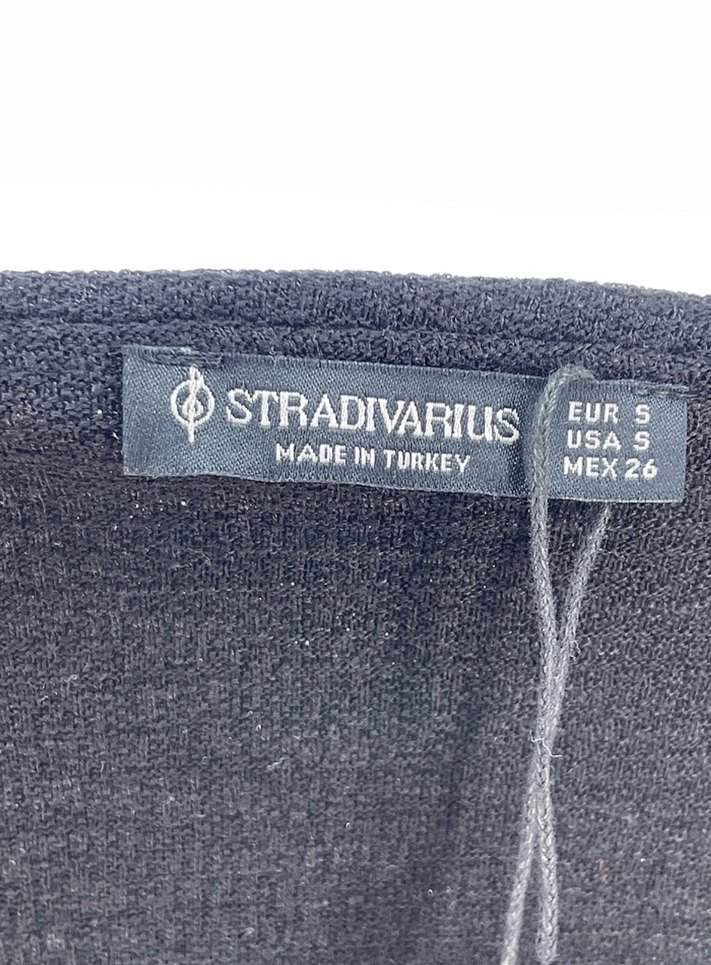 STRADIVARIUS
MADE IN TURKEY
EUR S
USA S
MEX 26